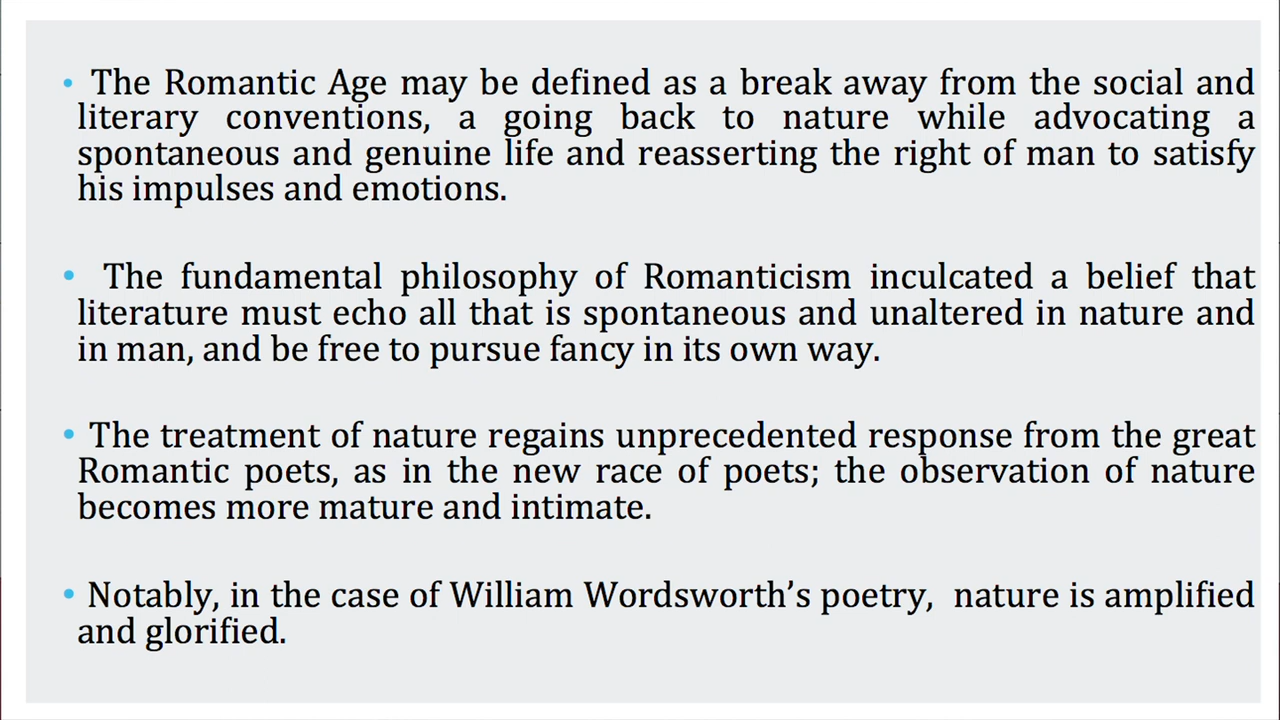 • The Romantic Age may be defined as a break away from the social and
literary conventions, a going back to nature while advocating a
spontaneous and genuine life and reasserting the right of man to satisfy
his impulses and emotions.
• The fundamental philosophy of Romanticism inculcated a belief that
literature must echo all that is spontaneous and unaltered in nature and
in man, and be free to pursue fancy in its own way.
• The treatment of nature regains unprecedented response from the great
Romantic poets, as in the new race of poets; the observation of nature
becomes more mature and intimate.
• Notably, in the case of William Wordsworth’s poetry,  nature is amplified
and glorified.